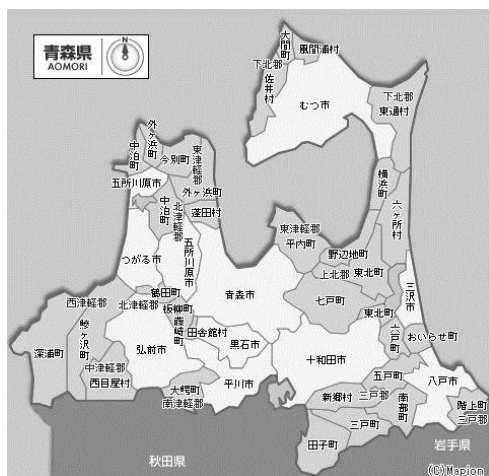 青森県
AOMORI
N
大間町
風間浦村
下北郡
佐井村
むつ市
下北郡
東通村
外ヶ浜町
中泊町
今別町
東津軽郡
五所川原市
外ヶ浜町
中泊町
北津軽郡
蓬田村
横浜町
六ヶ所村
東津軽郡
平内町
野辺地町
五所川原市
つがる市
上北郡
東北町
青森市
七戸町
三沢市
西津軽郡
北津軽郡
鶴田町
板柳町
藤崎町
東北町
六戸町
おいらせ町
鰺ヶ沢町
田舎館村
深浦町
弘前市
黒石市
十和田市
中津軽郡
西目屋村
平川市
五戸町
八戸市
大鰐町
南津軽郡
新郷村
三戸郡
南部町
階上町
三戸郡
三戸町
田子町
秋田県
岩手県
(C)Mapion